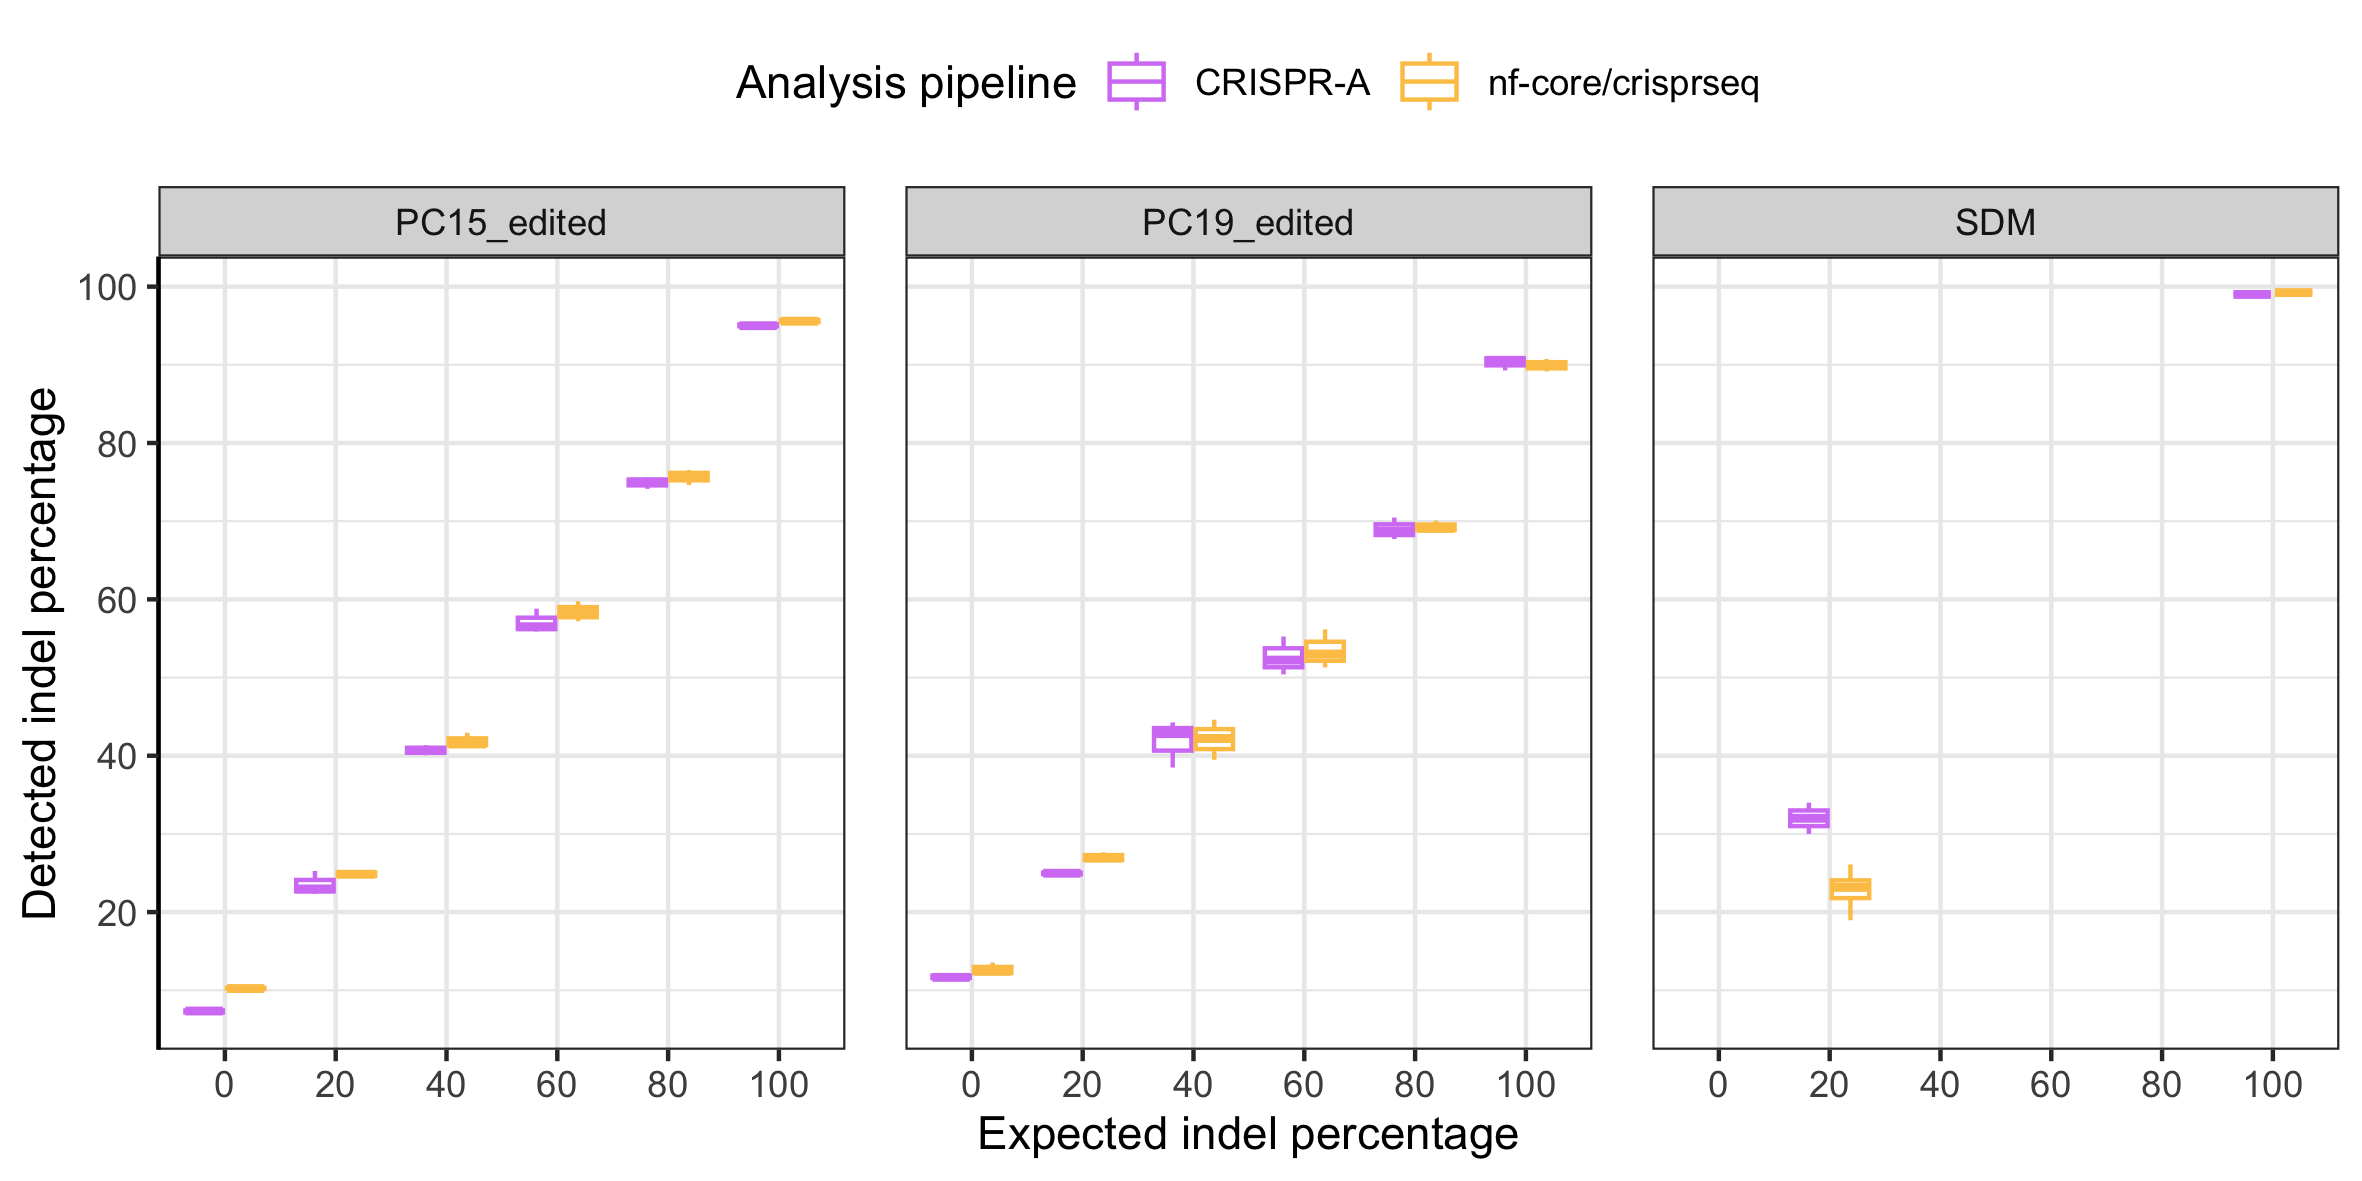 Analysis pipeline CRISPR-A nf-core/crisprseq
PC15_edited PC19_edited SDM
100
80
60
40
20
0 20 40 60 80 100 0 20 40 60 80 100 0 20 40 60 80 100
Detected indel percentage
Expected indel percentage